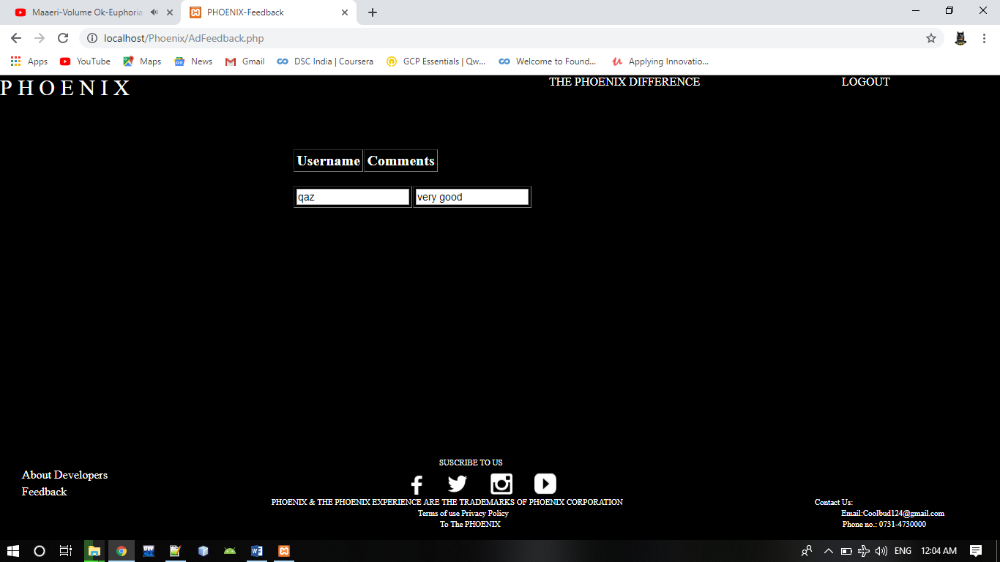 Maaeri-Volume Ok-Euphoria
PHOENIX-Feedback
localhost/Phoenix/AdFeedback.php
Apps YouTube Maps News Gmail DSC India | Coursera GCP Essentials | Qw... Welcome to Found... Applying Innovatio...
P H O E N I X THE PHOENIX DIFFERENCE LOGOUT
Username Comments
qaz very good
SUSCRIBE TO US
About Developers
Feedback
PHOENIX & THE PHOENIX EXPERIENCE ARE THE TRADEMARKS OF PHOENIX CORPORATION
Terms of use Privacy Policy
To The PHOENIX
Contact Us:
Email:Coolbud124@gmail.com
Phone no.: 0731-4730000
ENG 12:04 AM